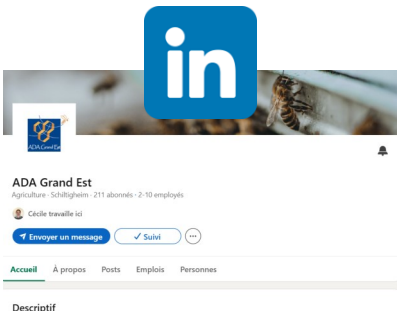 in
ADA Grand Est
ADA Grand Est
Agriculture · Schiltigheim · 211 abonnés · 2-10 employés
Cécile travaille ici
Envoyer un message
Suivi
Accueil À propos Posts Emplois Personnes
Descriptif